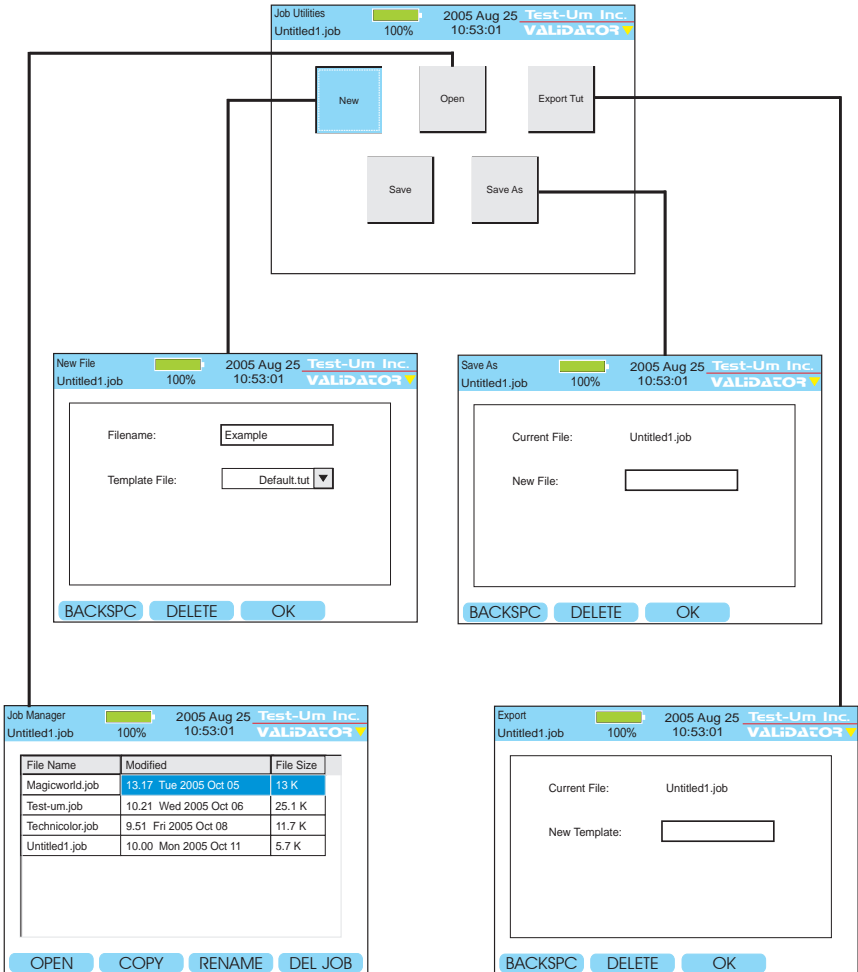 Job Utilities
2005 Aug 25
Test-Um Inc.
Untitled1.job
100%
10:53:01
VALIDATOR
New
Open
Export Tut
Save
Save As
New File
2005 Aug 25
Test-Um Inc.
Untitled1.job
100%
10:53:01
VALIDATOR
Filename:
Example
Template File:
Default.tut
BACKSPC
DELETE
OK
Save As
2005 Aug 25
Test-Um Inc.
Untitled1.job
100%
10:53:01
VALIDATOR
Current File:
Untitled1.job
New File:
BACKSPC
DELETE
OK
Job Manager
2005 Aug 25
Test-Um Inc.
Untitled1.job
100%
10:53:01
VALIDATOR
File Name Modified File Size
Magicworld.job 13.17 Tue 2005 Oct 05 13 K
Test-um.job 10.21 Wed 2005 Oct 06 25.1 K
Technicolor.job 9.51 Fri 2005 Oct 08 11.7 K
Untitled1.job 10.00 Mon 2005 Oct 11 5.7 K
OPEN
COPY
RENAME
DEL JOB
Export
2005 Aug 25
Test-Um Inc.
Untitled1.job
100%
10:53:01
VALIDATOR
Current File:
Untitled1.job
New Template:
BACKSPC
DELETE
OK